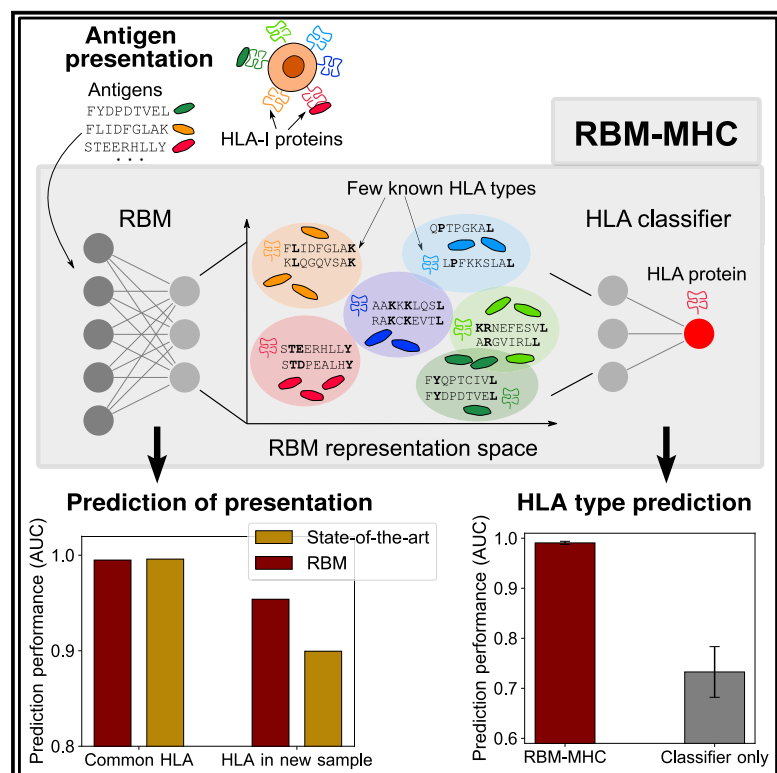 Antigen
presentation
Antigens
FYDPDTVEL
FLIDFGLAK
STEERHLLY
...
HLA-I proteins
RBM-MHC
RBM
Few known HLA types
HLA classifier
HLA protein
FLIDFGLAK
KLQGQVSAK
QPTPGKAL
LPFKKSLAL
AAKKKLQSL
RAKCKEVTL
KRNEFESVL
ARGVIRLL
STEERHLLY
STDPEALHY
FYQPTCIVL
FYDPDTVEL
RBM representation space
Prediction of presentation
Prediction performance (AUC)
1.0
0.9
0.8
State-of-the-art
RBM
Common HLA
HLA in new sample
HLA type prediction
Prediction performance (AUC)
1.0
0.9
0.8
0.7
0.6
RBM-MHC
Classifier only